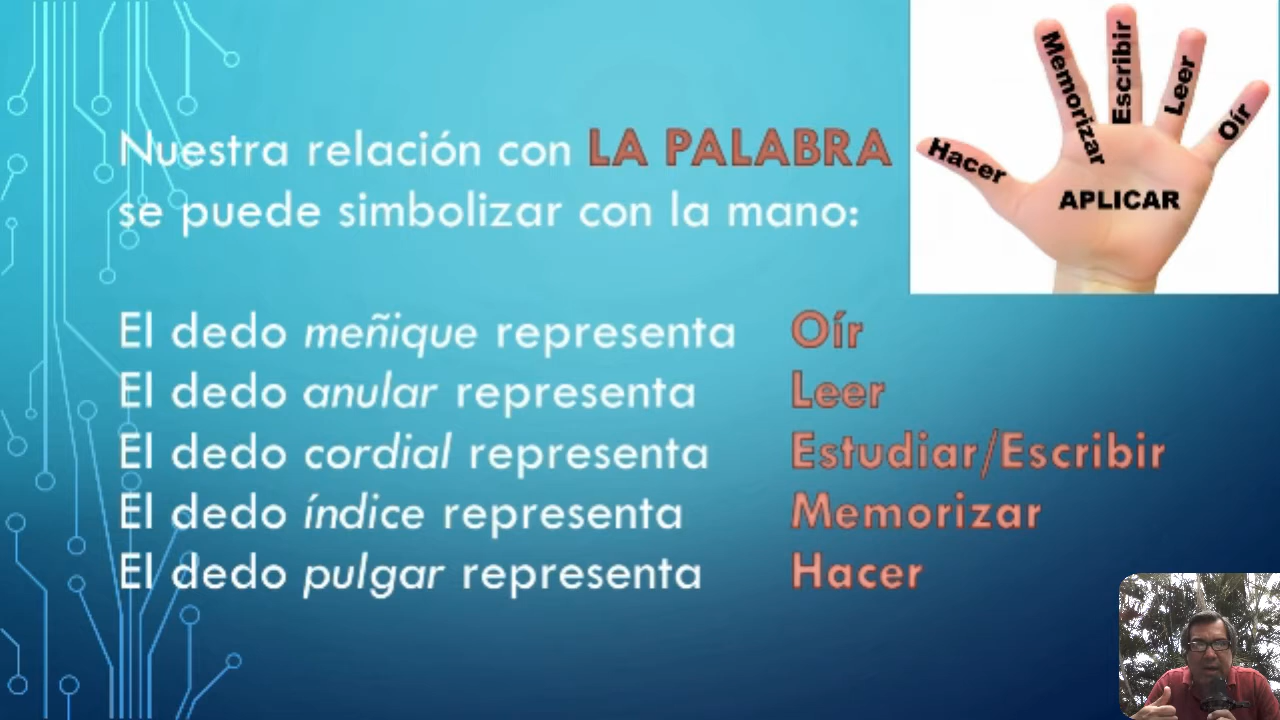 Nuestra relación con LA PALABRA
se puede simbolizar con la mano:
El dedo meñique representa Oír
El dedo anular representa Leer
El dedo cordial representa Estudiar/Escribir
El dedo índice representa Memorizar
El dedo pulgar representa Hacer
Hacer
Memorizar
Escribir
Leer
Oír
APLICAR